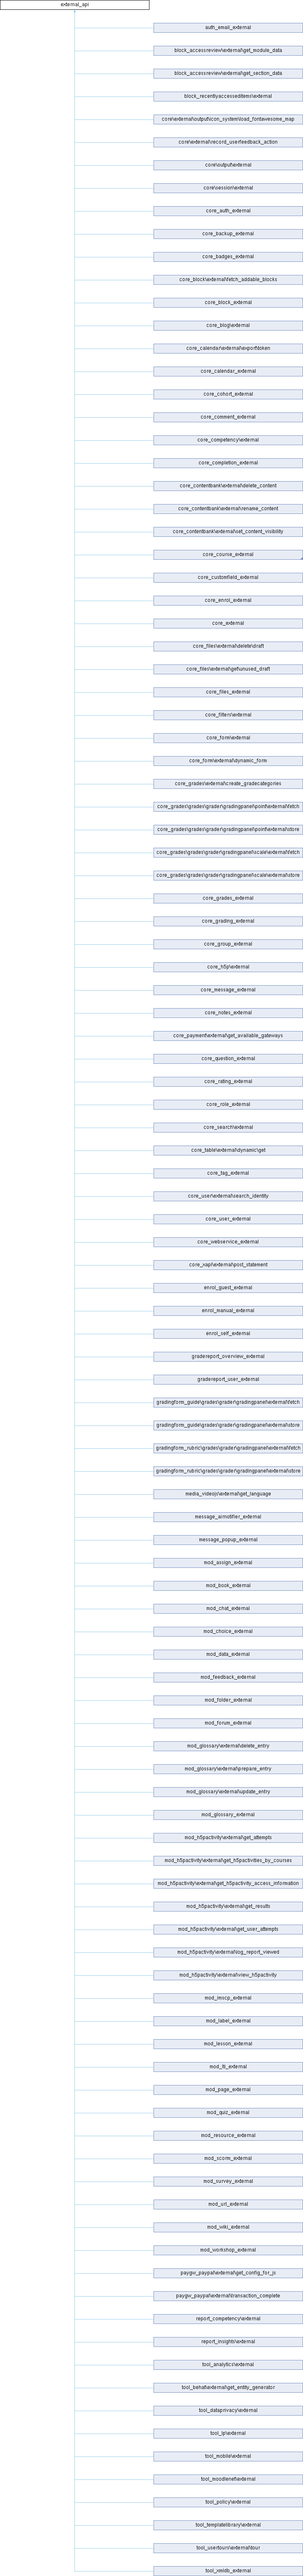 external_api
auth_email_external
block_accessreview\external\get_module_data
block_accessreview\external\get_section_data
block_recentlyaccesseditems\external
core\external\output\icon_system\load_fontawesome_map
core\external\record_userfeedback_action
core\output\external
core\session\external
core_auth_external
core_backup_external
core_badges_external
core_block\external\fetch_addable_blocks
core_block_external
core_blog\external
core_calendar\external\export\token
core_calendar_external
core_cohort_external
core_comment_external
core_competency\external
core_completion_external
core_contentbank\external\delete_content
core_contentbank\external\rename_content
core_contentbank\external\set_content_visibility
core_course_external
core_customfield_external
core_enrol_external
core_external
core_files\external\delete\draft
core_files\external\get\unused_draft
core_files_external
core_filters\external
core_form\external
core_form\external\dynamic_form
core_grades\external\create_gradecategories
core_grades\grades\grader\gradingpanel\point\external\fetch
core_grades\grades\grader\gradingpanel\point\external\store
core_grades\grades\grader\gradingpanel\scale\external\fetch
core_grades\grades\grader\gradingpanel\scale\external\store
core_grades_external
core_grading_external
core_group_external
core_h5p\external
core_message_external
core_notes_external
core_payment\external\get_available_gateways
core_question_external
core_rating_external
core_role_external
core_search\external
core_table\external\dynamic\get
core_tag_external
core_user\external\search_identity
core_user_external
core_webservice_external
core_xapi\external\post_statement
enrol_guest_external
enrol_manual_external
enrol_self_external
gradereport_overview_external
gradereport_user_external
gradingform_guide\grades\grader\gradingpanel\external\fetch
gradingform_guide\grades\grader\gradingpanel\external\store
gradingform_rubric\grades\grader\gradingpanel\external\fetch
gradingform_rubric\grades\grader\gradingpanel\external\store
media_videojs\external\get_language
message_airnotifier_external
message_popup_external
mod_assign_external
mod_book_external
mod_chat_external
mod_choice_external
mod_data_external
mod_feedback_external
mod_folder_external
mod_forum_external
mod_glossary\external\delete_entry
mod_glossary\external\prepare_entry
mod_glossary\external\update_entry
mod_glossary_external
mod_h5pactivity\external\get_attempts
mod_h5pactivity\external\get_h5pactivities_by_courses
mod_h5pactivity\external\get_h5pactivity_access_information
mod_h5pactivity\external\get_results
mod_h5pactivity\external\get_user_attempts
mod_h5pactivity\external\log_report_viewed
mod_h5pactivity\external\view_h5pactivity
mod_imscp_external
mod_label_external
mod_lesson_external
mod_lti_external
mod_page_external
mod_quiz_external
mod_resource_external
mod_scorm_external
mod_survey_external
mod_url_external
mod_wiki_external
mod_workshop_external
paygw_paypal\external\get_config_for_js
paygw_paypal\external\transaction_complete
report_competency\external
report_insights\external
tool_analytics\external
tool_behat\external\get_entity_generator
tool_dataprivacy\external
tool_lp\external
tool_mobile\external
tool_moodlenet\external
tool_policy\external
tool_templatelibrary\external
tool_usertours\external\tour
tool_xmldb_external